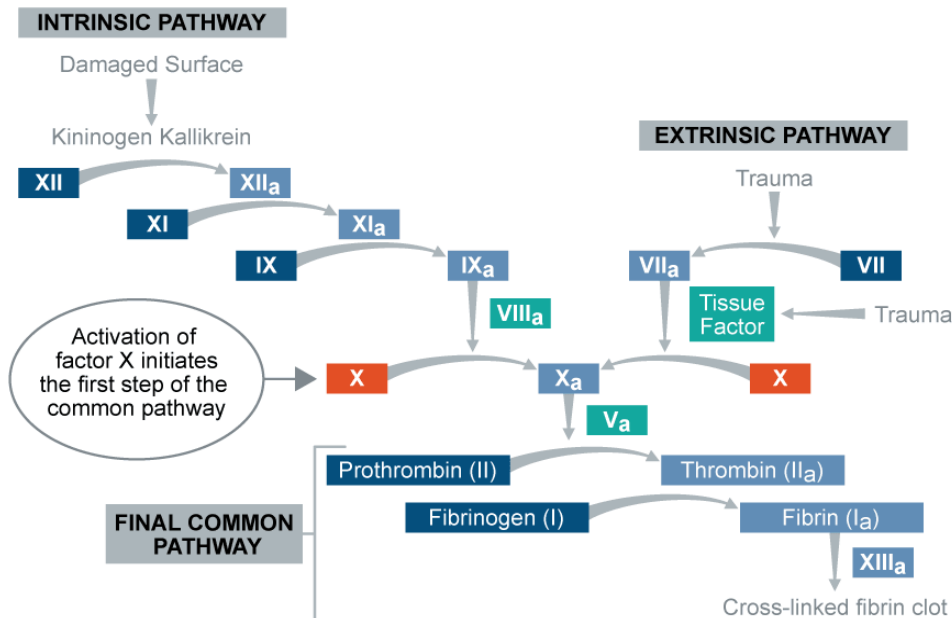 INTRINSIC PATHWAY
Damaged Surface
Kininogen Kallikrein
EXTRINSIC PATHWAY
Trauma
XII
XIIa
XI
XIa
IX
IXa
VIIa
VII
VIIIa
Tissue
Factor
Trauma
Activation of
factor X initiates
the first step of the
common pathway
X
Xa
X
Va
Prothrombin (II)
Thrombin (IIa)
Fibrinogen (I)
Fibrin (Ia)
FINAL COMMON
PATHWAY
XIIIa
Cross-linked fibrin clot